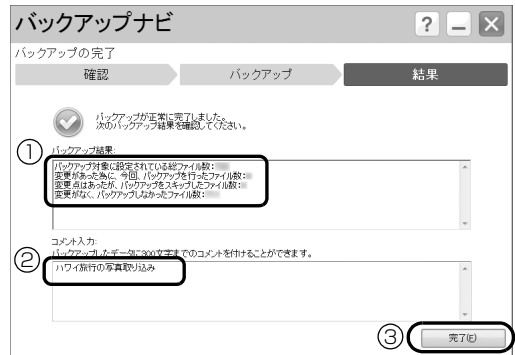 バックアップナビ
? 
バックアップの完了
確認 バックアップ 結果
バックアップが正常に完了しました。
次のバックアップ結果を確認してください。
① バックアップ結果:
バックアップ対象に設定されている総ファイル数:
変更があった為に、今回、バックアップを行ったファイル数:
変更点はあったが、バックアップをスキップしたファイル数:
変更がなく、バックアップしなかったファイル数:
コメント入力:
バックアップしたデータに300文字までのコメントを付けることができます。
② ハワイ旅行の写真取り込み
③ 完了(E)